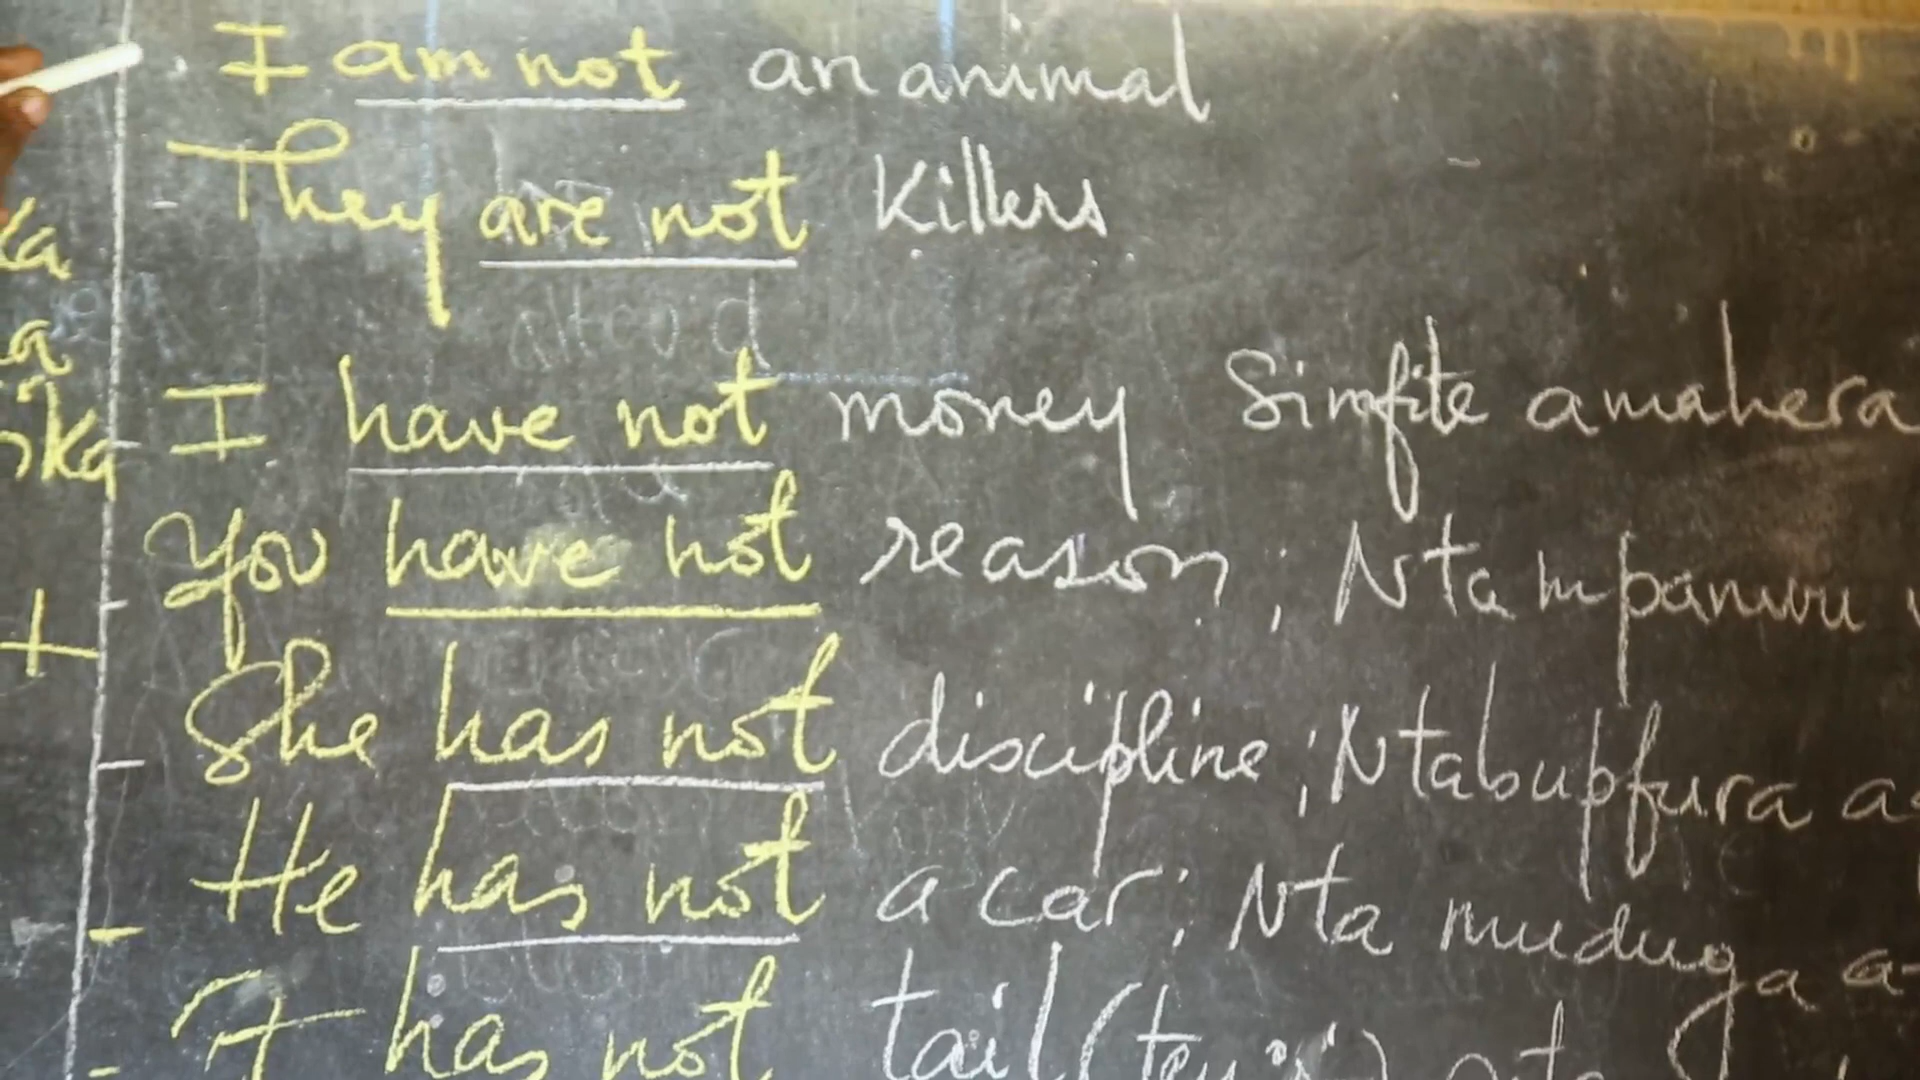 I am not an animal
They are not Killers
I have not money Simfite amahera
You have not reason; Nta mpamvu
She has not discipline; Ntabupfura
He has not a car; Nta muduga
It has not tail